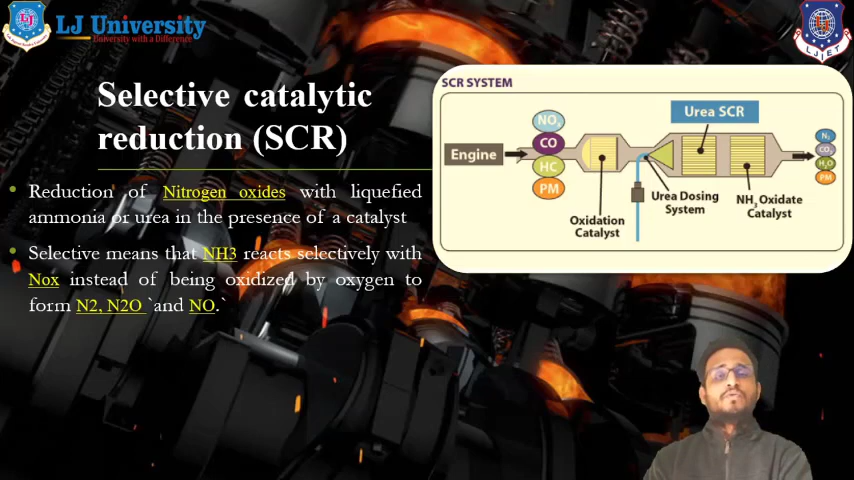 LJ University
University with a Difference
LJIET
Selective catalytic
reduction (SCR)
Reduction of Nitrogen oxides with liquefied
ammonia or urea in the presence of a catalyst
Selective means that NH3 reacts selectively with
Nox instead of being oxidized by oxygen to
form N2, N2O `and NO.`
SCR SYSTEM
Urea SCR
Engine
NOx
CO
HC
PM
Oxidation
Catalyst
Urea Dosing
System
NH3 Oxidate
Catalyst
N2
CO2
H2O
PM